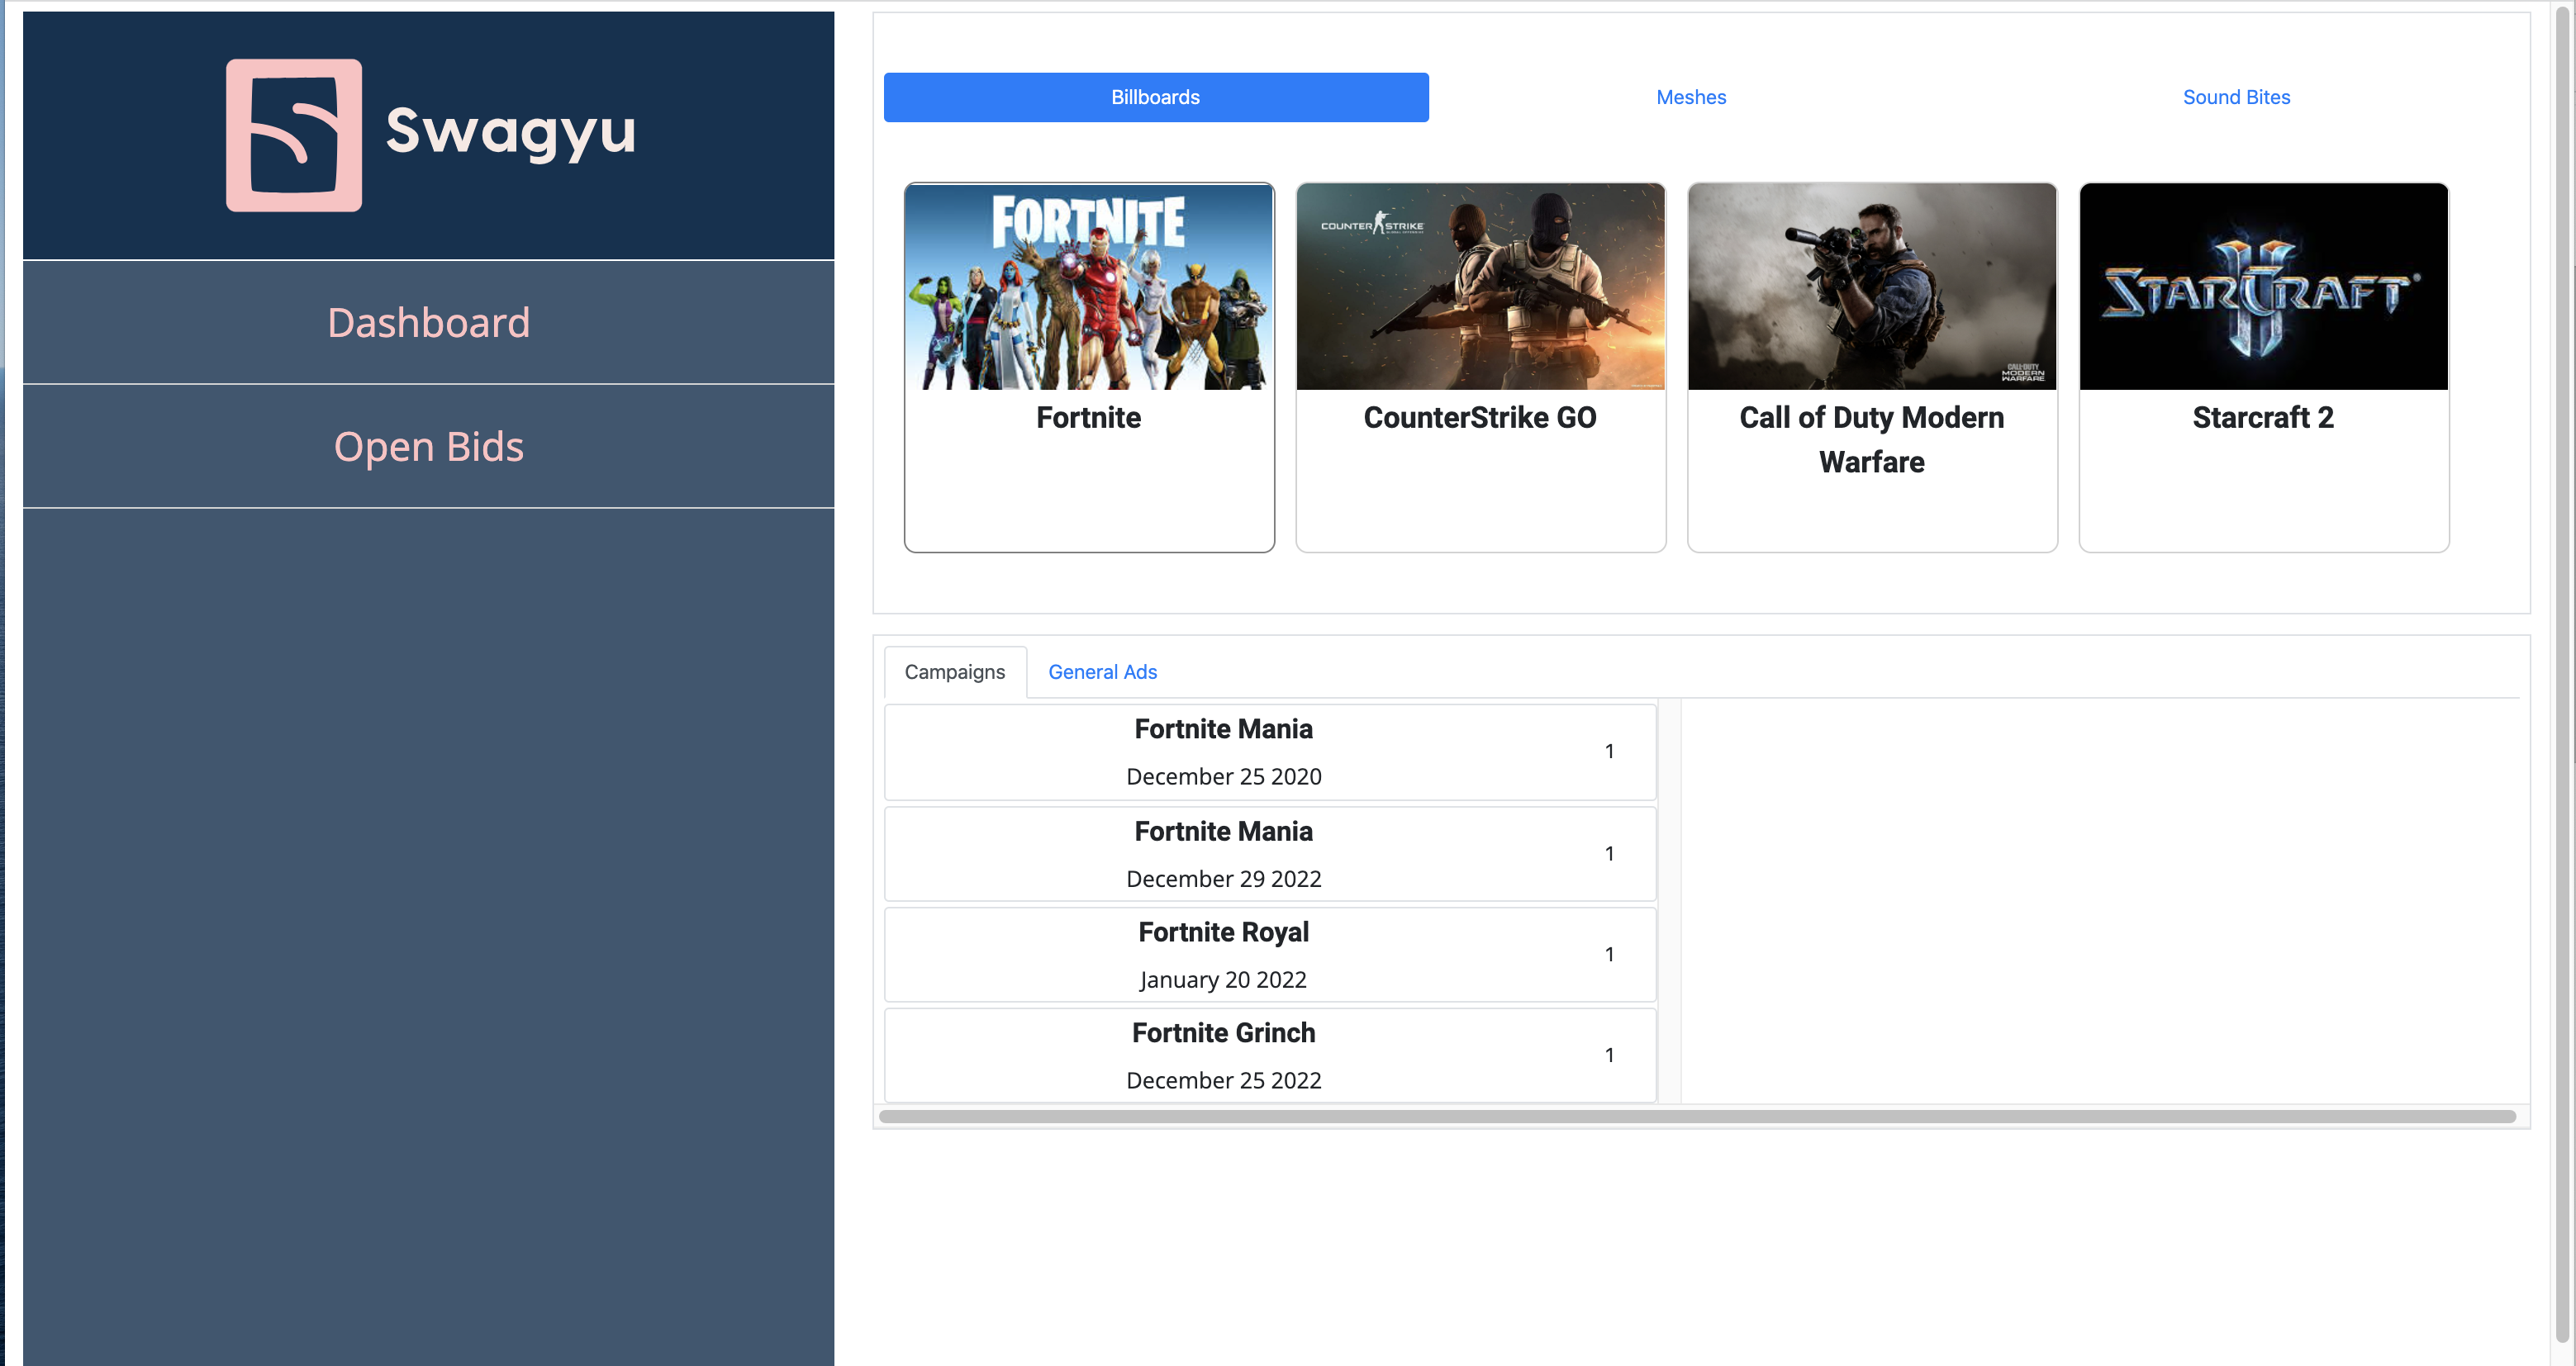 Swagyu
Dashboard
Open Bids
Billboards
Meshes
Sound Bites
FORTNITE
COUNTER STRIKE
CALL OF DUTY
MODERN
WARFARE
STARCRAFT
II
Fortnite
CounterStrike GO
Call of Duty Modern
Warfare
Starcraft 2
Campaigns
General Ads
Fortnite Mania
1
December 25 2020
Fortnite Mania
1
December 29 2022
Fortnite Royal
1
January 20 2022
Fortnite Grinch
1
December 25 2022